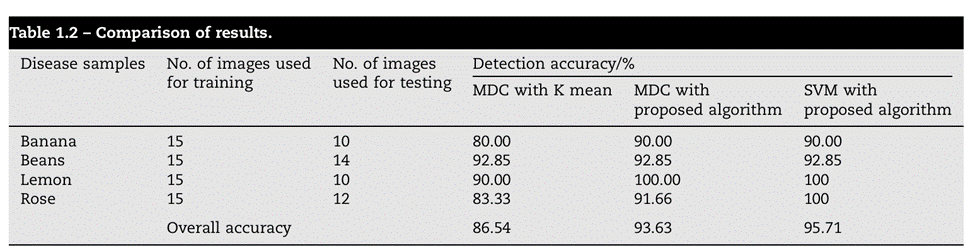 Table 1.2 – Comparison of results.
Disease samples No. of images used for training No. of images used for testing Detection accuracy/%
MDC with K mean MDC with proposed algorithm SVM with proposed algorithm
Banana 15 10 80.00 90.00 90.00
Beans 15 14 92.85 92.85 92.85
Lemon 15 10 90.00 100.00 100
Rose 15 12 83.33 91.66 100
Overall accuracy 86.54 93.63 95.71